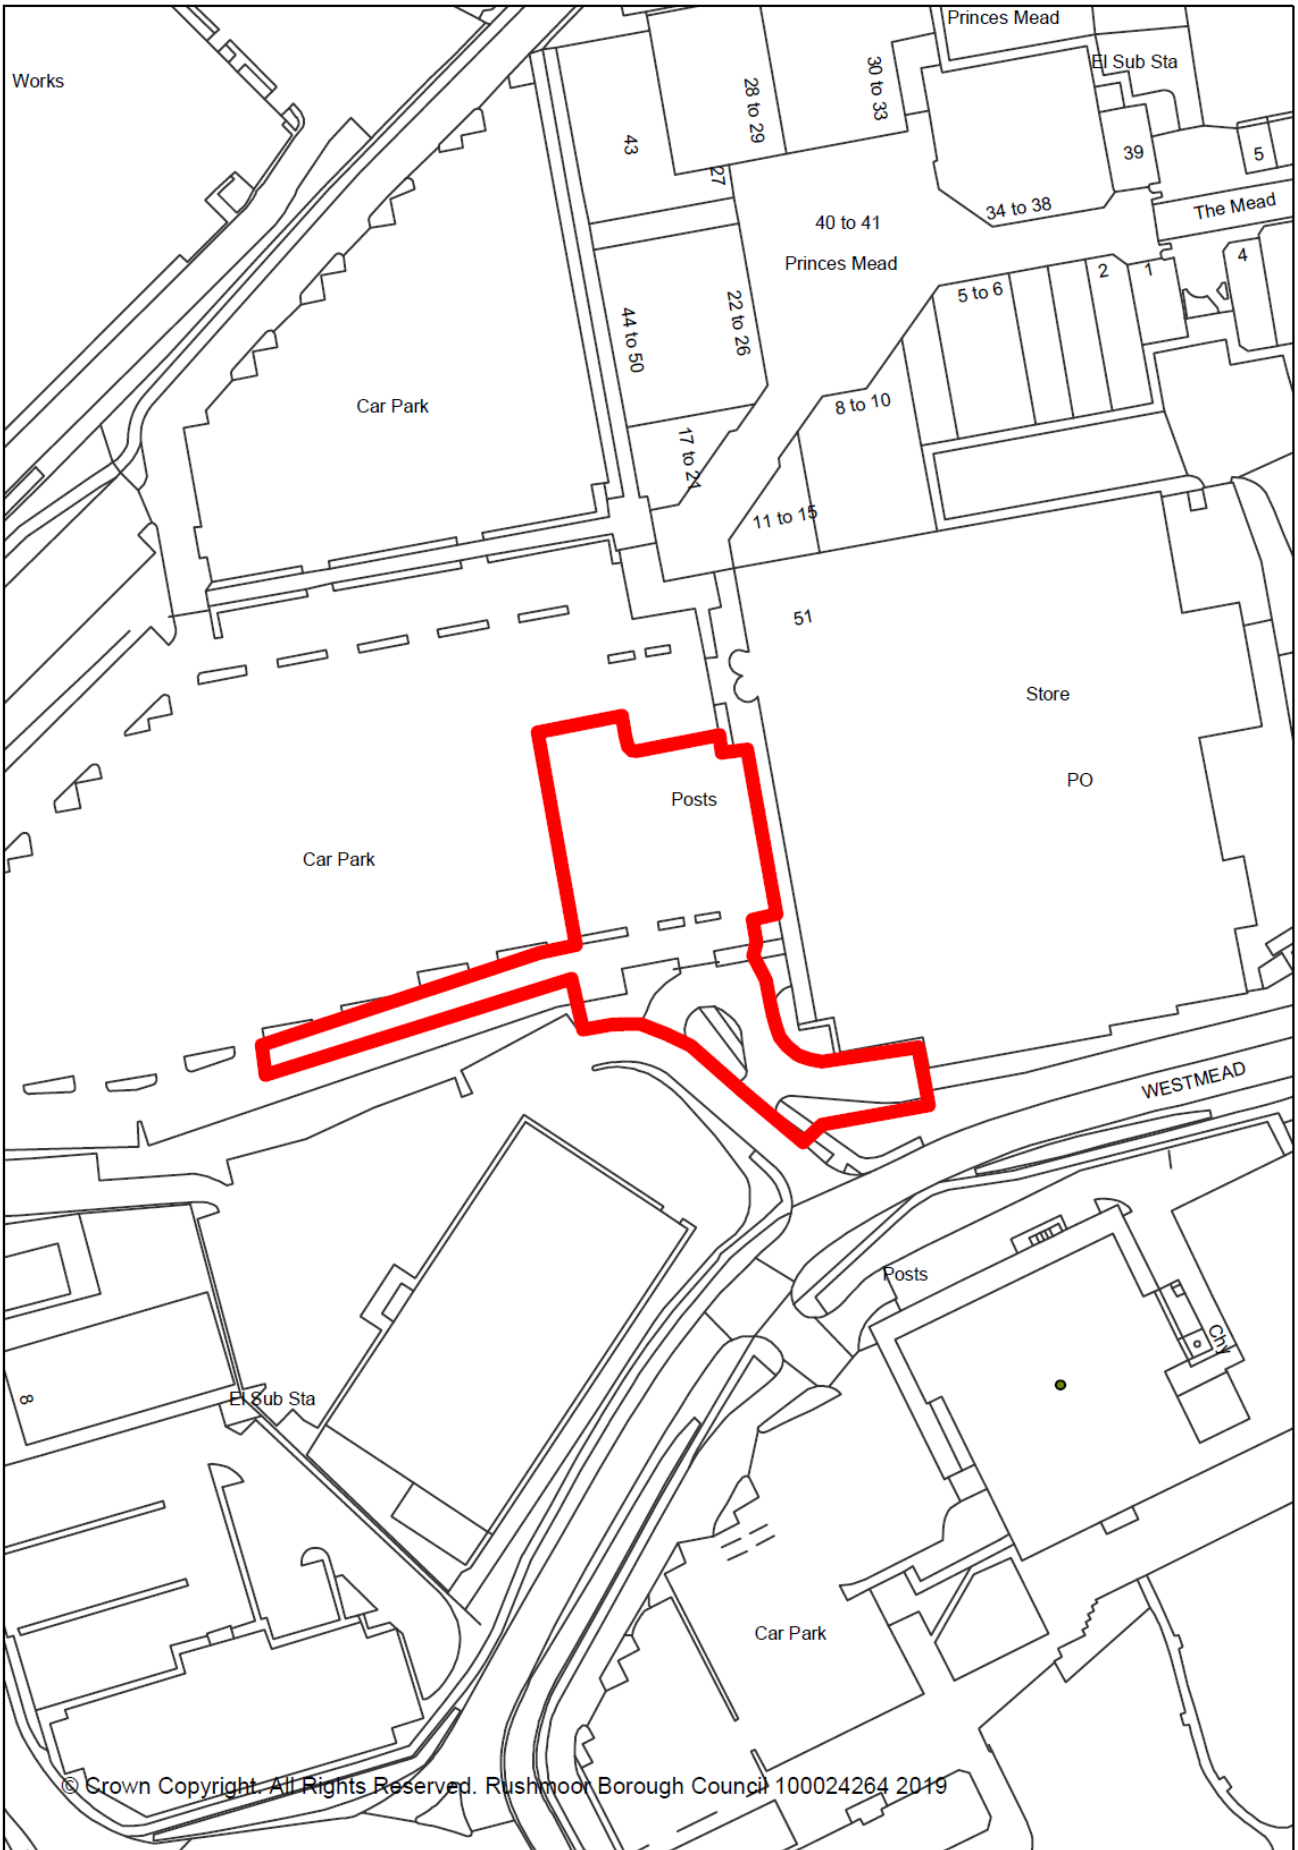 Princes Mead
Works
El Sub Sta
30 to 33
28 to 29
43
39
5
27
34 to 38
The Mead
40 to 41
Princes Mead
4
2
1
5 to 6
22 to 26
44 to 50
Car Park
8 to 10
17 to 21
11 to 15
51
Store
PO
Posts
Car Park
WESTMEAD
Posts
Chy
8
El Sub Sta
Car Park
© Crown Copyright. All Rights Reserved. Rushmoor Borough Council 100024264 2019